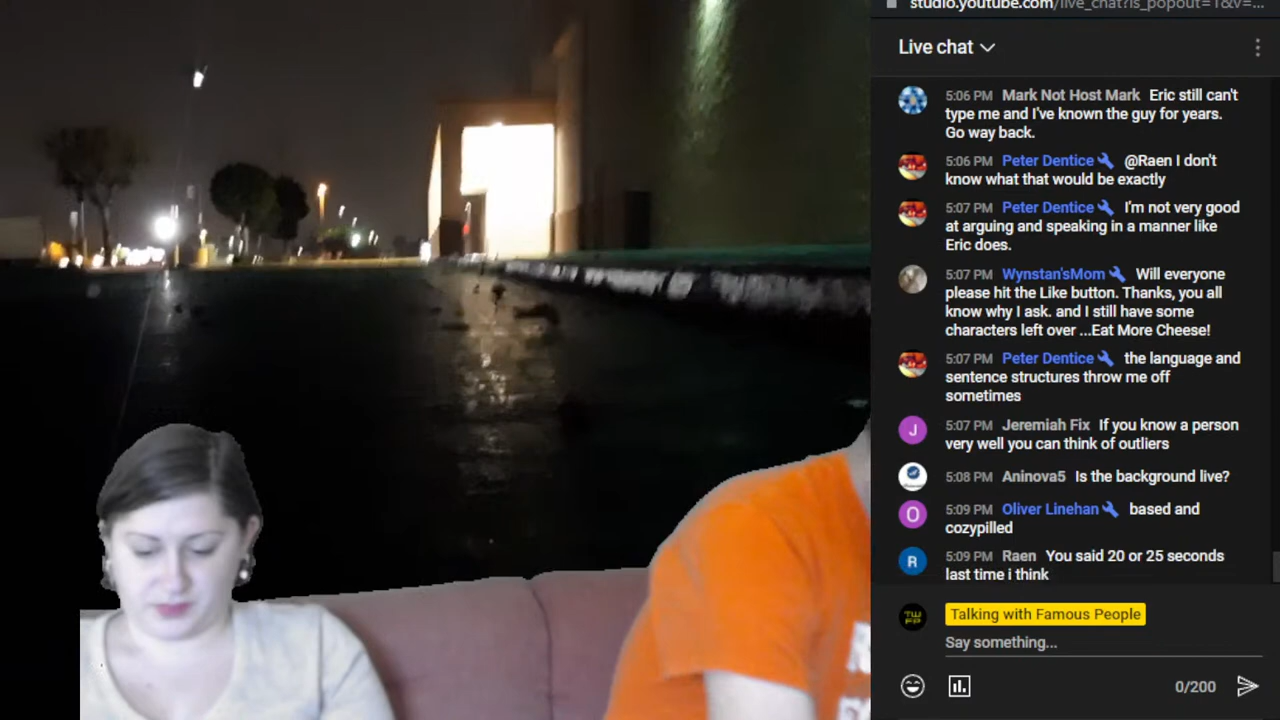 studio.youtube.com/live_chat?is_popout=1&v=...
Live chat
5:06 PM Mark Not Host Mark Eric still can't
type me and I've known the guy for years.
Go way back.
5:06 PM Peter Dentice @Raen I don't
know what that would be exactly
5:07 PM Peter Dentice I'm not very good
at arguing and speaking in a manner like
Eric does.
5:07 PM Wynstan'sMom Will everyone
please hit the Like button. Thanks, you all
know why I ask. and I still have some
characters left over ...Eat More Cheese!
5:07 PM Peter Dentice the language and
sentence structures throw me off
sometimes
J
5:07 PM Jeremiah Fix If you know a person
very well you can think of outliers
5:08 PM Aninova5 Is the background live?
O
5:09 PM Oliver Linehan based and
cozypilled
R
5:09 PM Raen You said 20 or 25 seconds
last time i think
TW
FP
Talking with Famous People
Say something...
0/200